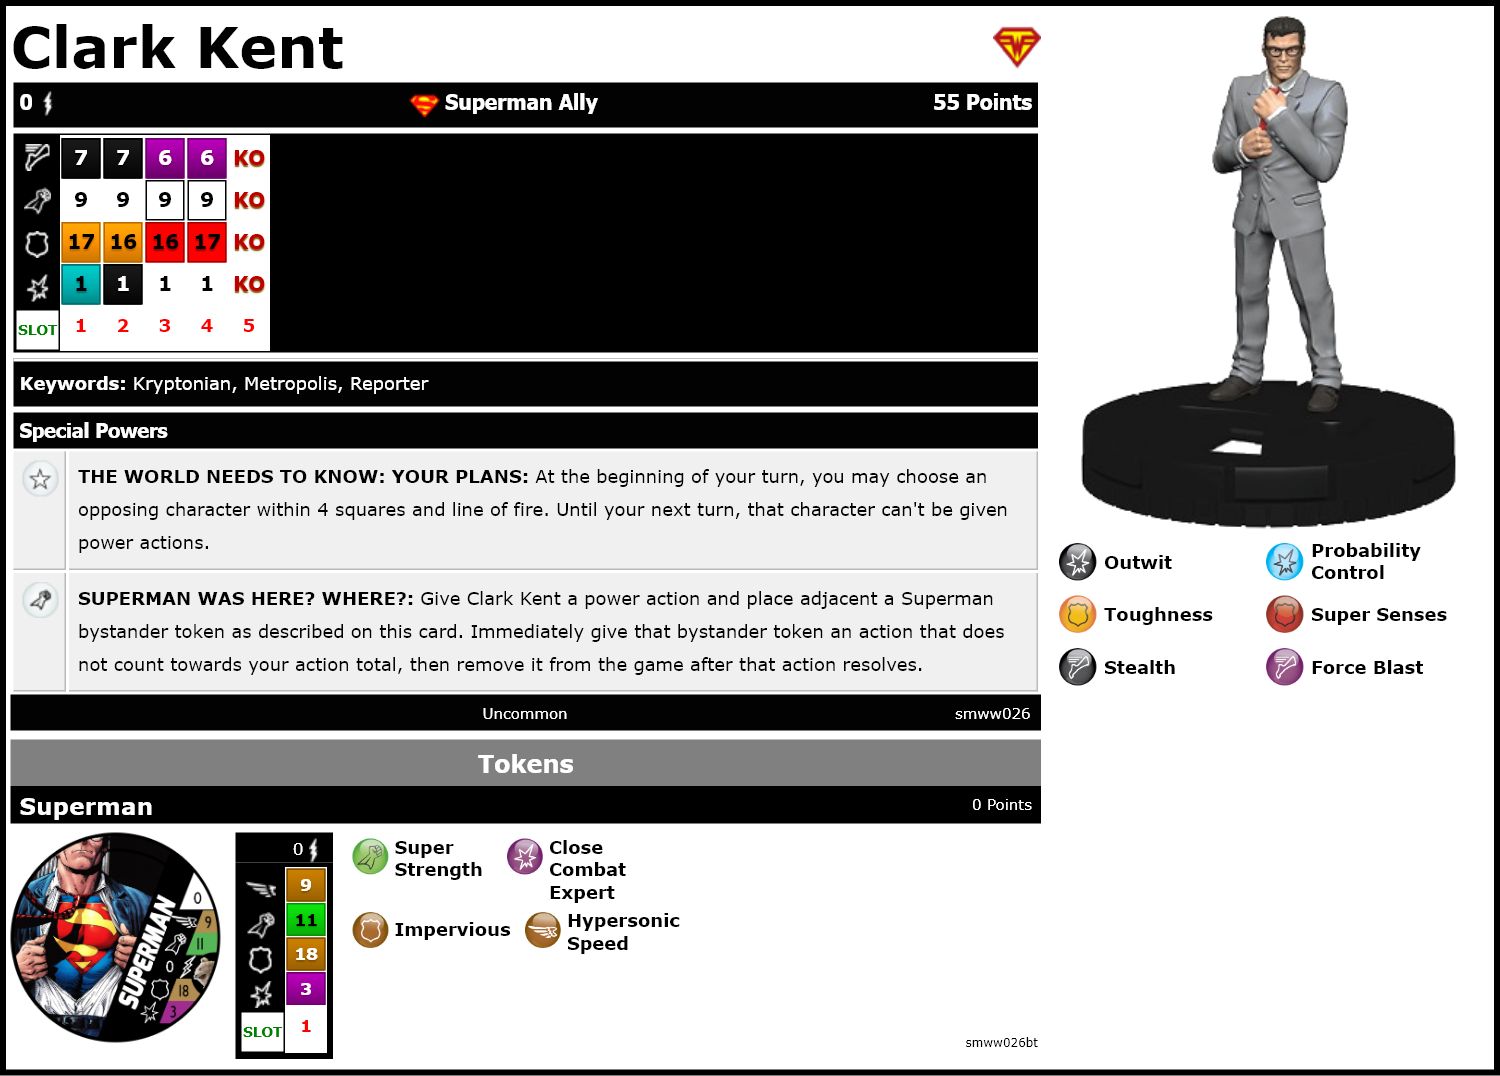 Clark Kent
0 Superman Ally 55 Points
7 7 6 6 KO
9 9 9 9 KO
17 16 16 17 KO
1 1 1 1 KO
SLOT 1 2 3 4 5
Keywords: Kryptonian, Metropolis, Reporter
Special Powers
THE WORLD NEEDS TO KNOW: YOUR PLANS: At the beginning of your turn, you may choose an
opposing character within 4 squares and line of fire. Until your next turn, that character can't be given
power actions.
SUPERMAN WAS HERE? WHERE?: Give Clark Kent a power action and place adjacent a Superman
bystander token as described on this card. Immediately give that bystander token an action that does
not count towards your action total, then remove it from the game after that action resolves.
Uncommon smww026
Outwit
Probability
Control
Toughness
Super Senses
Stealth
Force Blast
Tokens
Superman 0 Points
SUPERMAN
0
9
11
0
18
3
0
9
11
18
3
SLOT 1
Super
Strength
Close
Combat
Expert
Impervious
Hypersonic
Speed
smww026bt